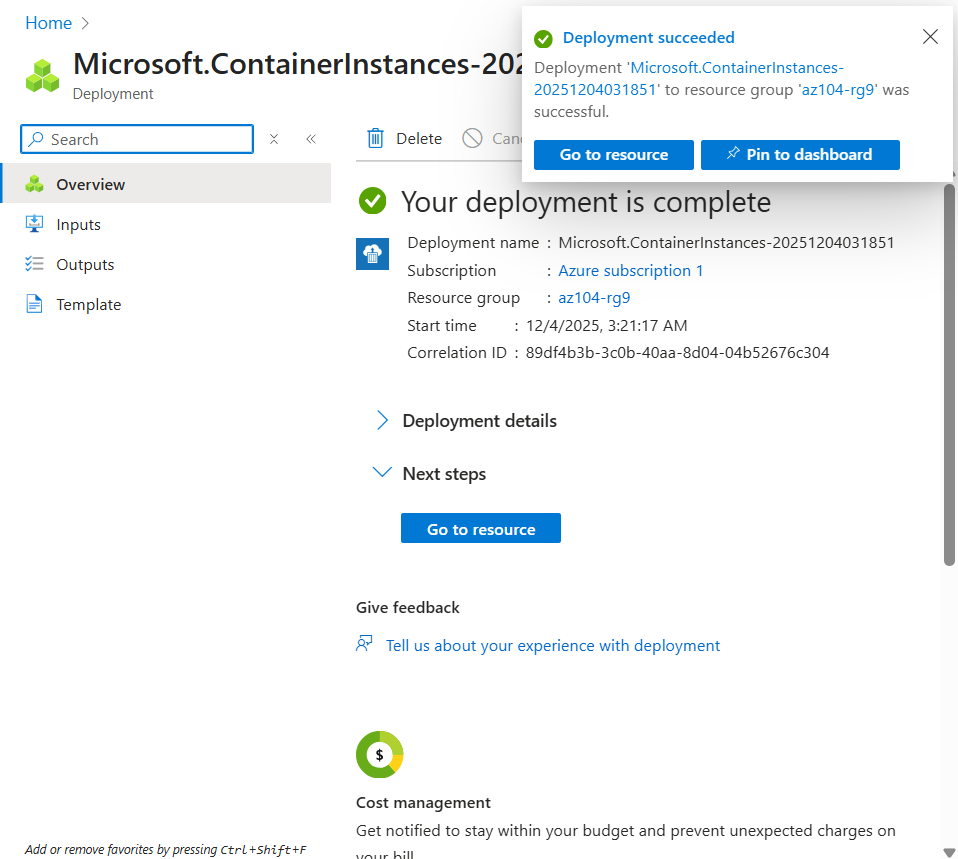 Home
Microsoft.ContainerInstances-202
Deployment
Deployment succeeded
Deployment 'Microsoft.ContainerInstances-
20251204031851' to resource group 'az104-rg9' was
successful.
Go to resource
Pin to dashboard
Search
Overview
Inputs
Outputs
Template
Delete
Canc
Your deployment is complete
Deployment name : Microsoft.ContainerInstances-20251204031851
Subscription : Azure subscription 1
Resource group : az104-rg9
Start time : 12/4/2025, 3:21:17 AM
Correlation ID : 89df4b3b-3c0b-40aa-8d04-04b52676c304
Deployment details
Next steps
Go to resource
Give feedback
Tell us about your experience with deployment
$
Cost management
Get notified to stay within your budget and prevent unexpected charges on
your bill
Add or remove favorites by pressing Ctrl+Shift+F